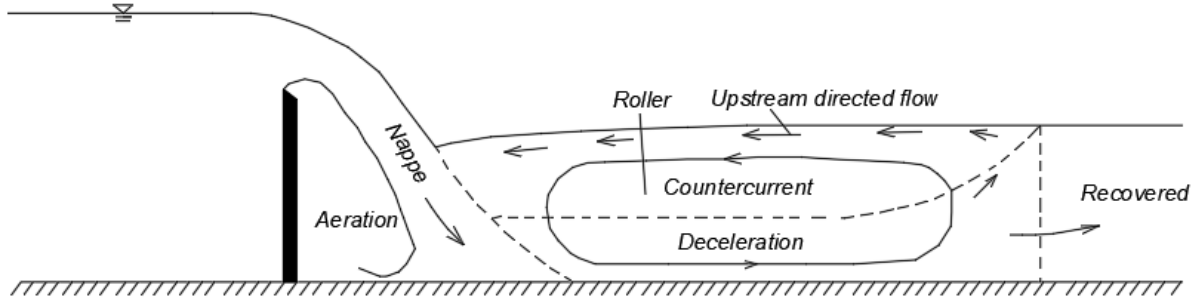 Roller
Upstream directed flow
Nappe
Countercurrent
Recovered
Aeration
Deceleration